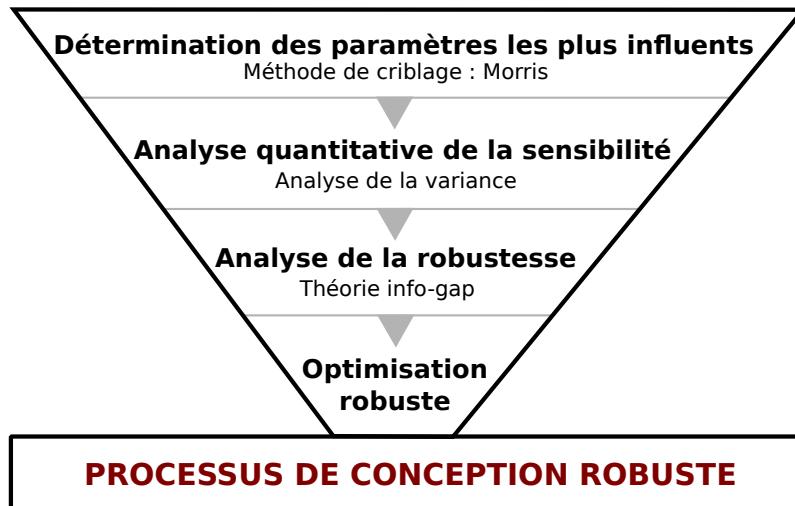 Détermination des paramètres les plus influents
Méthode de criblage : Morris
Analyse quantitative de la sensibilité
Analyse de la variance
Analyse de la robustesse
Théorie info-gap
Optimisation
robuste
PROCESSUS DE CONCEPTION ROBUSTE